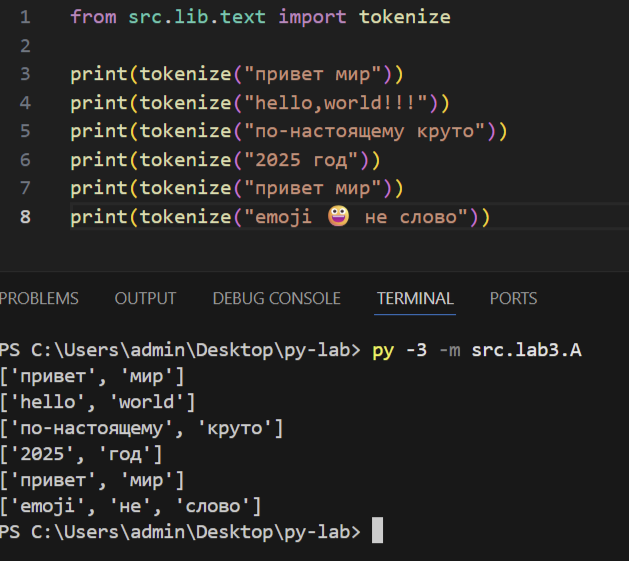 1 from src.lib.text import tokenize
2
3 print(tokenize("привет мир"))
4 print(tokenize("hello,world!!!"))
5 print(tokenize("по-настоящему круто"))
6 print(tokenize("2025 год"))
7 print(tokenize("привет мир"))
8 print(tokenize("emoji 😀 не слово"))
PROBLEMS OUTPUT DEBUG CONSOLE TERMINAL PORTS
PS C:\Users\admin\Desktop\py-lab> py -3 -m src.lab3.A
['привет', 'мир']
['hello', 'world']
['по-настоящему', 'круто']
['2025', 'год']
['привет', 'мир']
['emoji', 'не', 'слово']
PS C:\Users\admin\Desktop\py-lab>